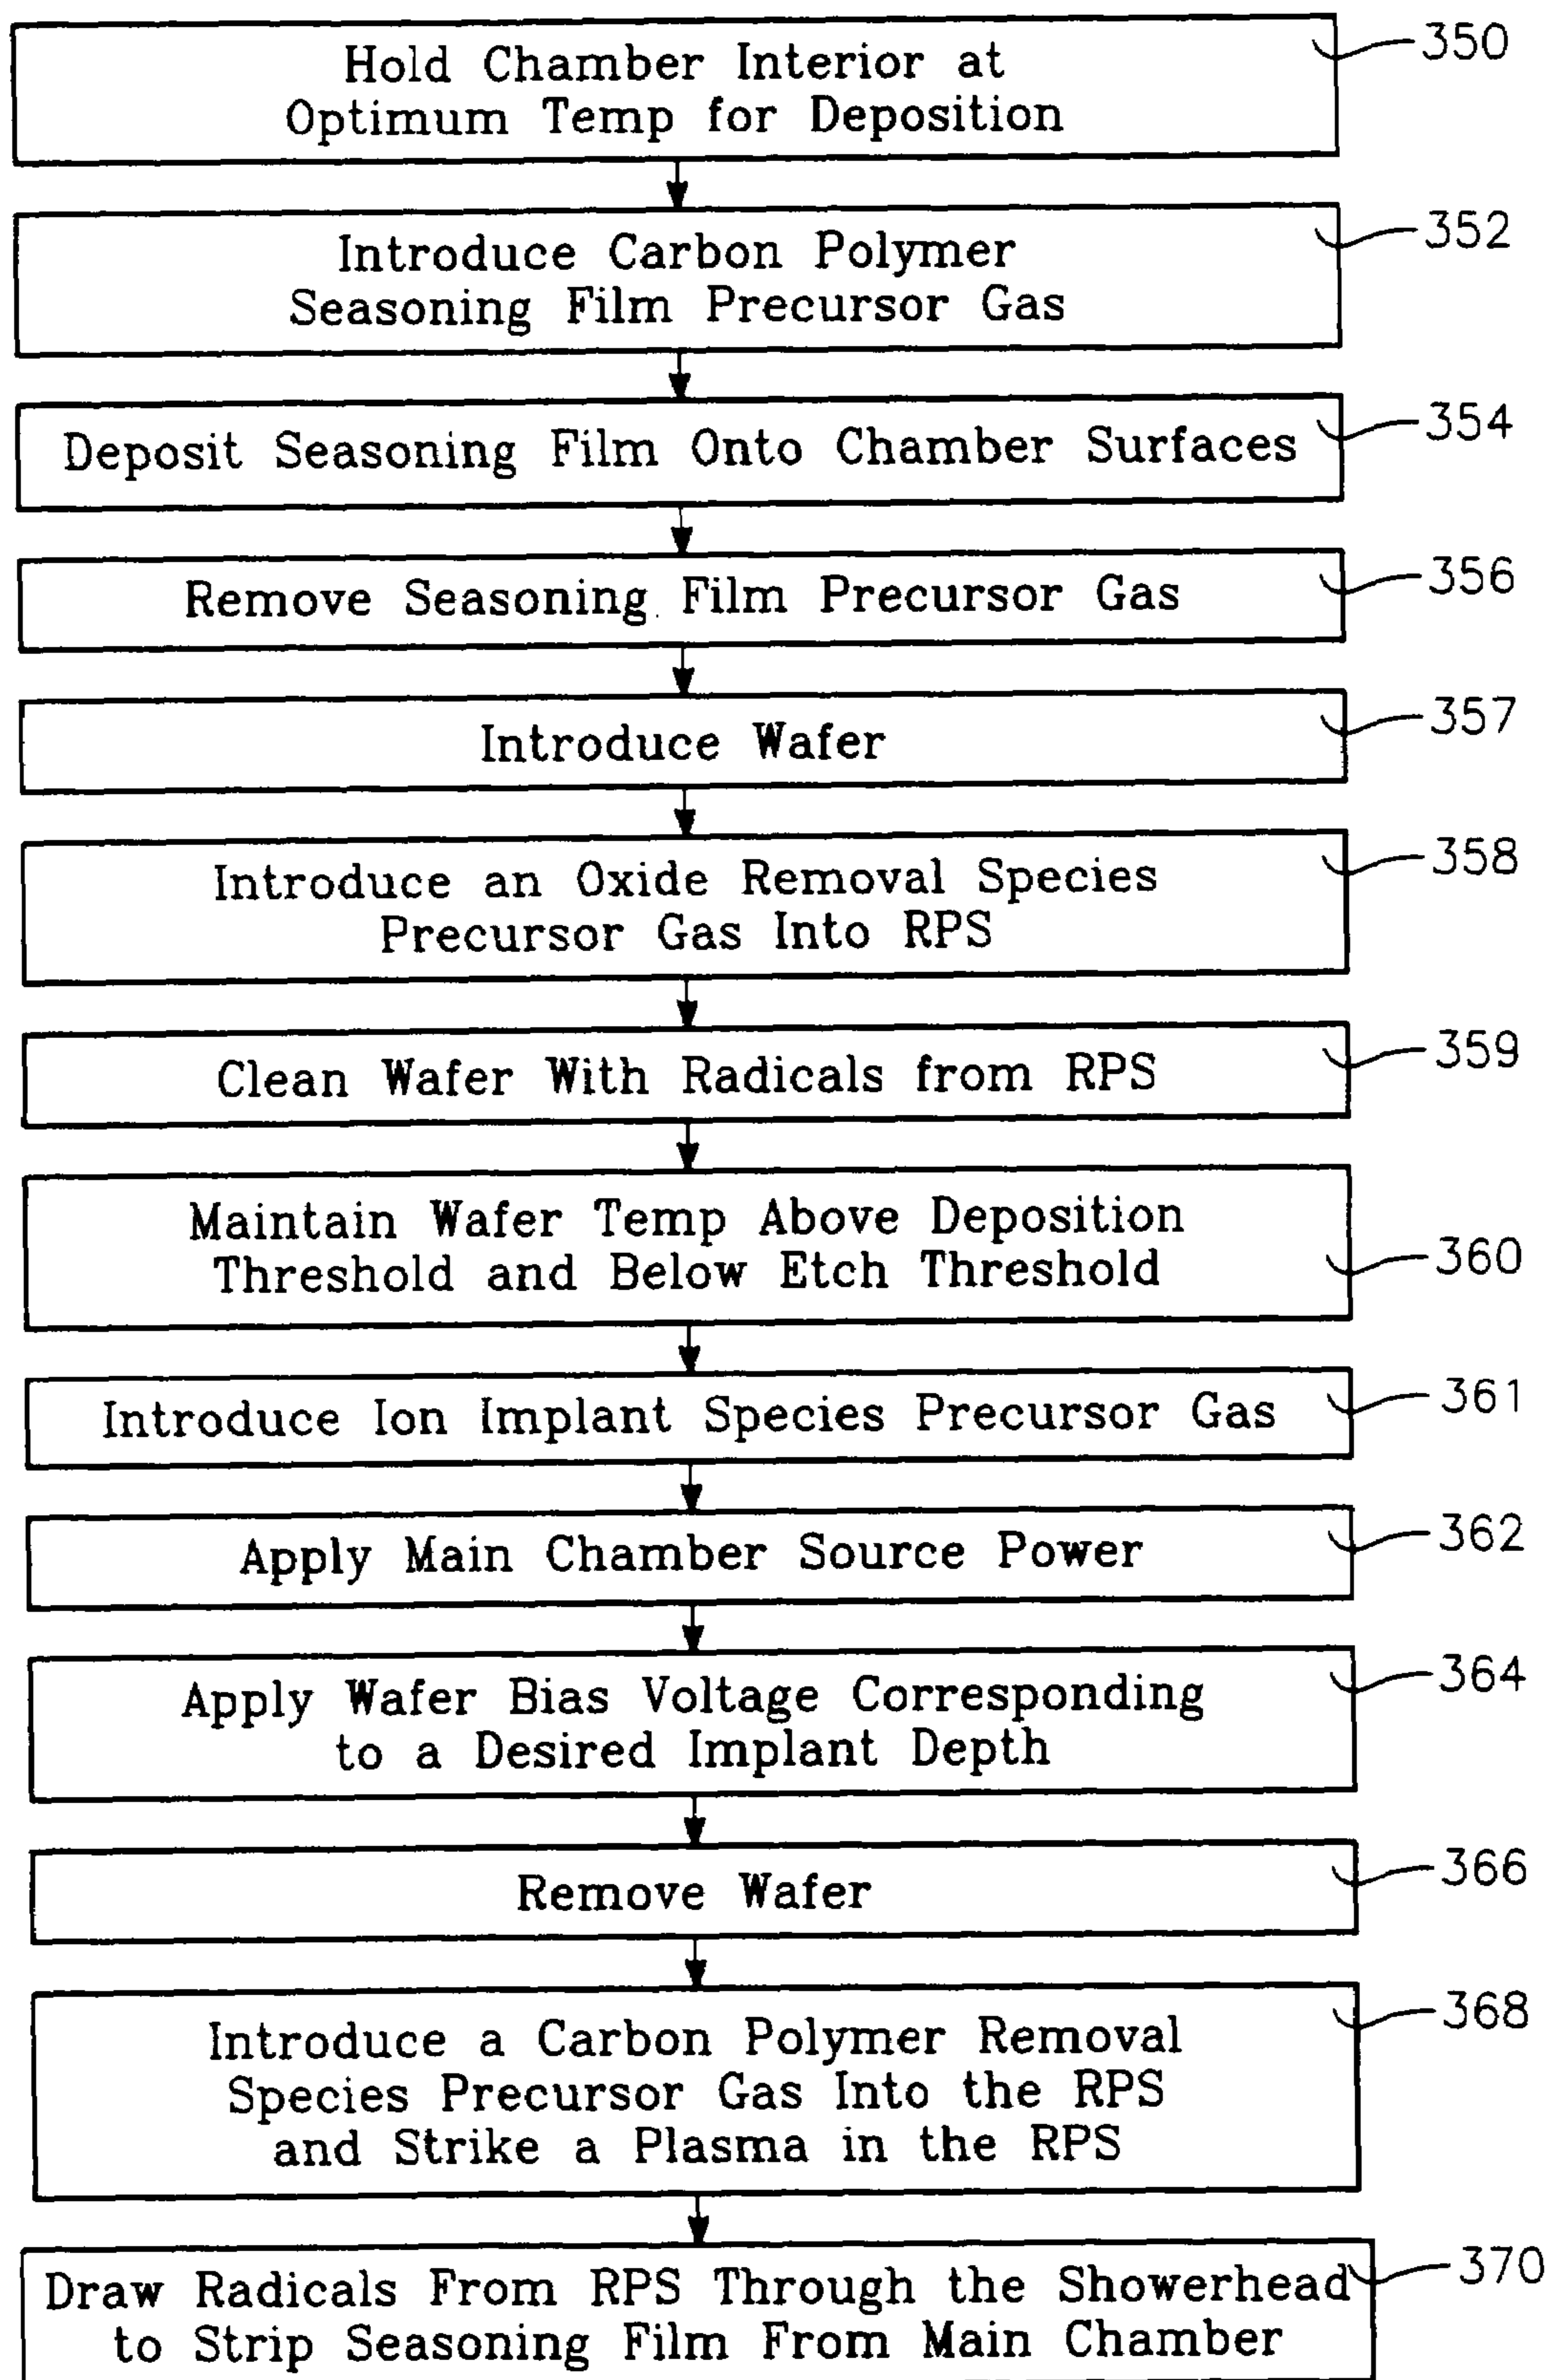 Hold Chamber Interior at
Optimum Temp for Deposition
350
Introduce Carbon Polymer
Seasoning Film Precursor Gas
352
Deposit Seasoning Film Onto Chamber Surfaces
354
Remove Seasoning Film Precursor Gas
356
Introduce Wafer
357
Introduce an Oxide Removal Species
Precursor Gas Into RPS
358
Clean Wafer With Radicals from RPS
359
Maintain Wafer Temp Above Deposition
Threshold and Below Etch Threshold
360
Introduce Ion Implant Species Precursor Gas
361
Apply Main Chamber Source Power
362
Apply Wafer Bias Voltage Corresponding
to a Desired Implant Depth
364
Remove Wafer
366
Introduce a Carbon Polymer Removal
Species Precursor Gas Into the RPS
and Strike a Plasma in the RPS
368
Draw Radicals From RPS Through the Showerhead
to Strip Seasoning Film From Main Chamber
370